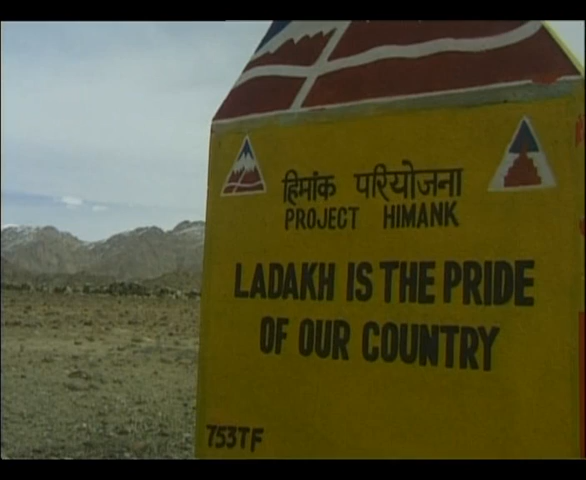 हिमांक परियोजना
PROJECT HIMANK
LADAKH IS THE PRIDE
OF OUR COUNTRY
753TF